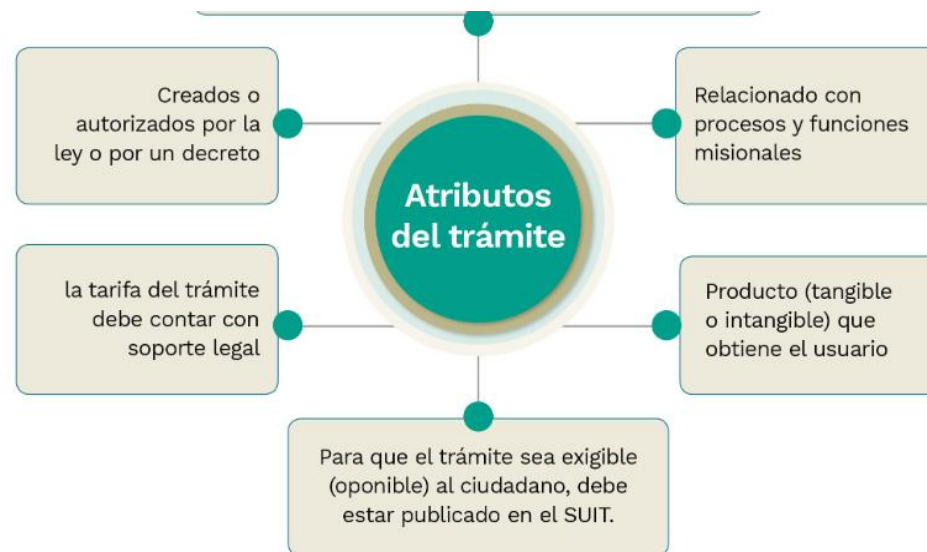 Creados o
autorizados por la
ley o por un decreto
Relacionado con
procesos y funciones
misionales
Atributos
del trámite
la tarifa del trámite
debe contar con
soporte legal
Producto (tangible
o intangible) que
obtiene el usuario
Para que el trámite sea exigible
(oponible) al ciudadano, debe
estar publicado en el SUIT.